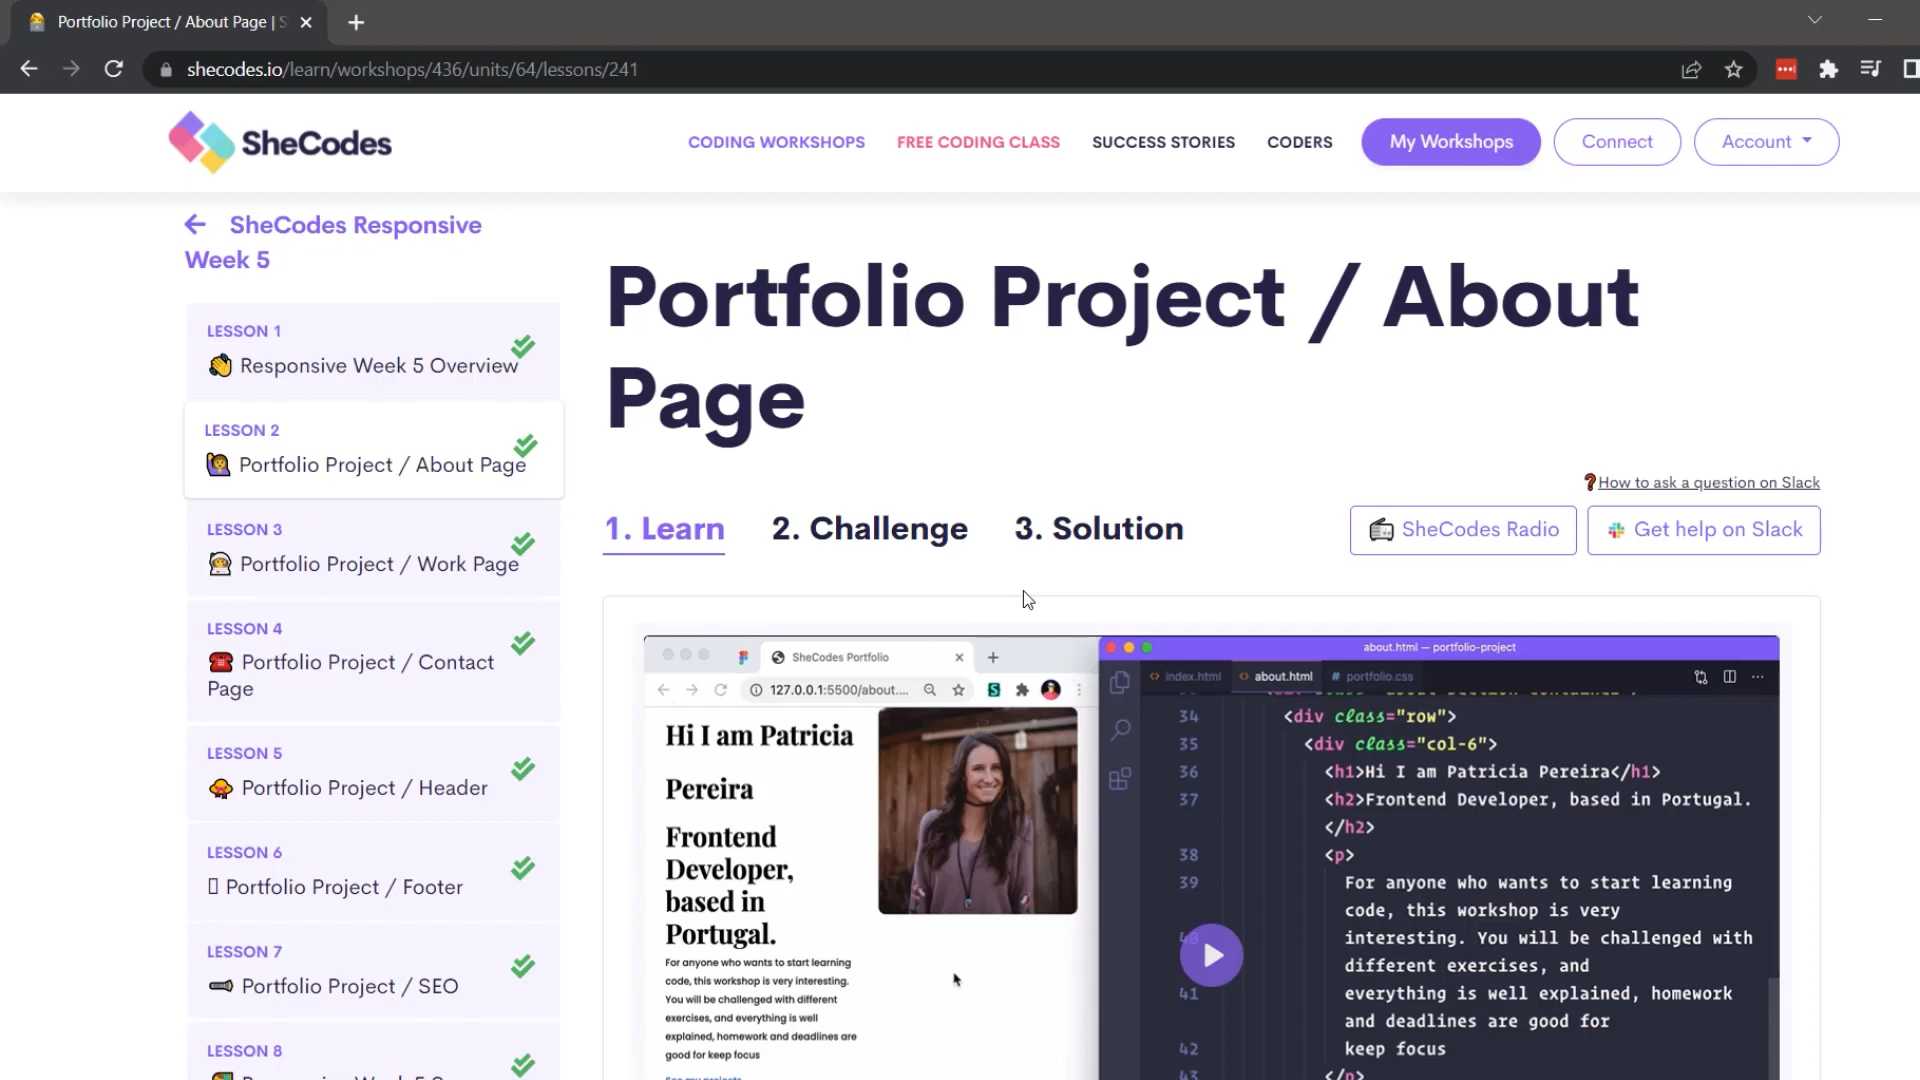 Portfolio Project / About Page | S
shecodes.io/learn/workshops/436/units/64/lessons/241
SheCodes
CODING WORKSHOPS
FREE CODING CLASS
SUCCESS STORIES
CODERS
My Workshops
Connect
Account
SheCodes Responsive
Week 5
LESSON 1
Responsive Week 5 Overview
LESSON 2
Portfolio Project / About Page
LESSON 3
Portfolio Project / Work Page
LESSON 4
Portfolio Project / Contact
Page
LESSON 5
Portfolio Project / Header
LESSON 6
Portfolio Project / Footer
LESSON 7
Portfolio Project / SEO
LESSON 8
Portfolio Project / About
Page
How to ask a question on Slack
1. Learn
2. Challenge
3. Solution
SheCodes Radio
Get help on Slack
SheCodes Portfolio
127.0.0.1:5500/about....
Hi I am Patricia
Pereira
Frontend
Developer,
based in
Portugal.
For anyone who wants to start learning
code, this workshop is very interesting.
You will be challenged with different
exercises, and everything is well
explained, homework and deadlines are
good for keep focus
about.html — portfolio-project
index.html
about.html
# portfolio.css
34 <div class="row">
35 <div class="col-6">
36 <h1>Hi I am Patricia Pereira</h1>
37 <h2>Frontend Developer, based in Portugal.
</h2>
38 <p>
39 For anyone who wants to start learning
code, this workshop is very
40 interesting. You will be challenged with
different exercises, and
41 everything is well explained, homework
and deadlines are good for
42 keep focus
43 </p>